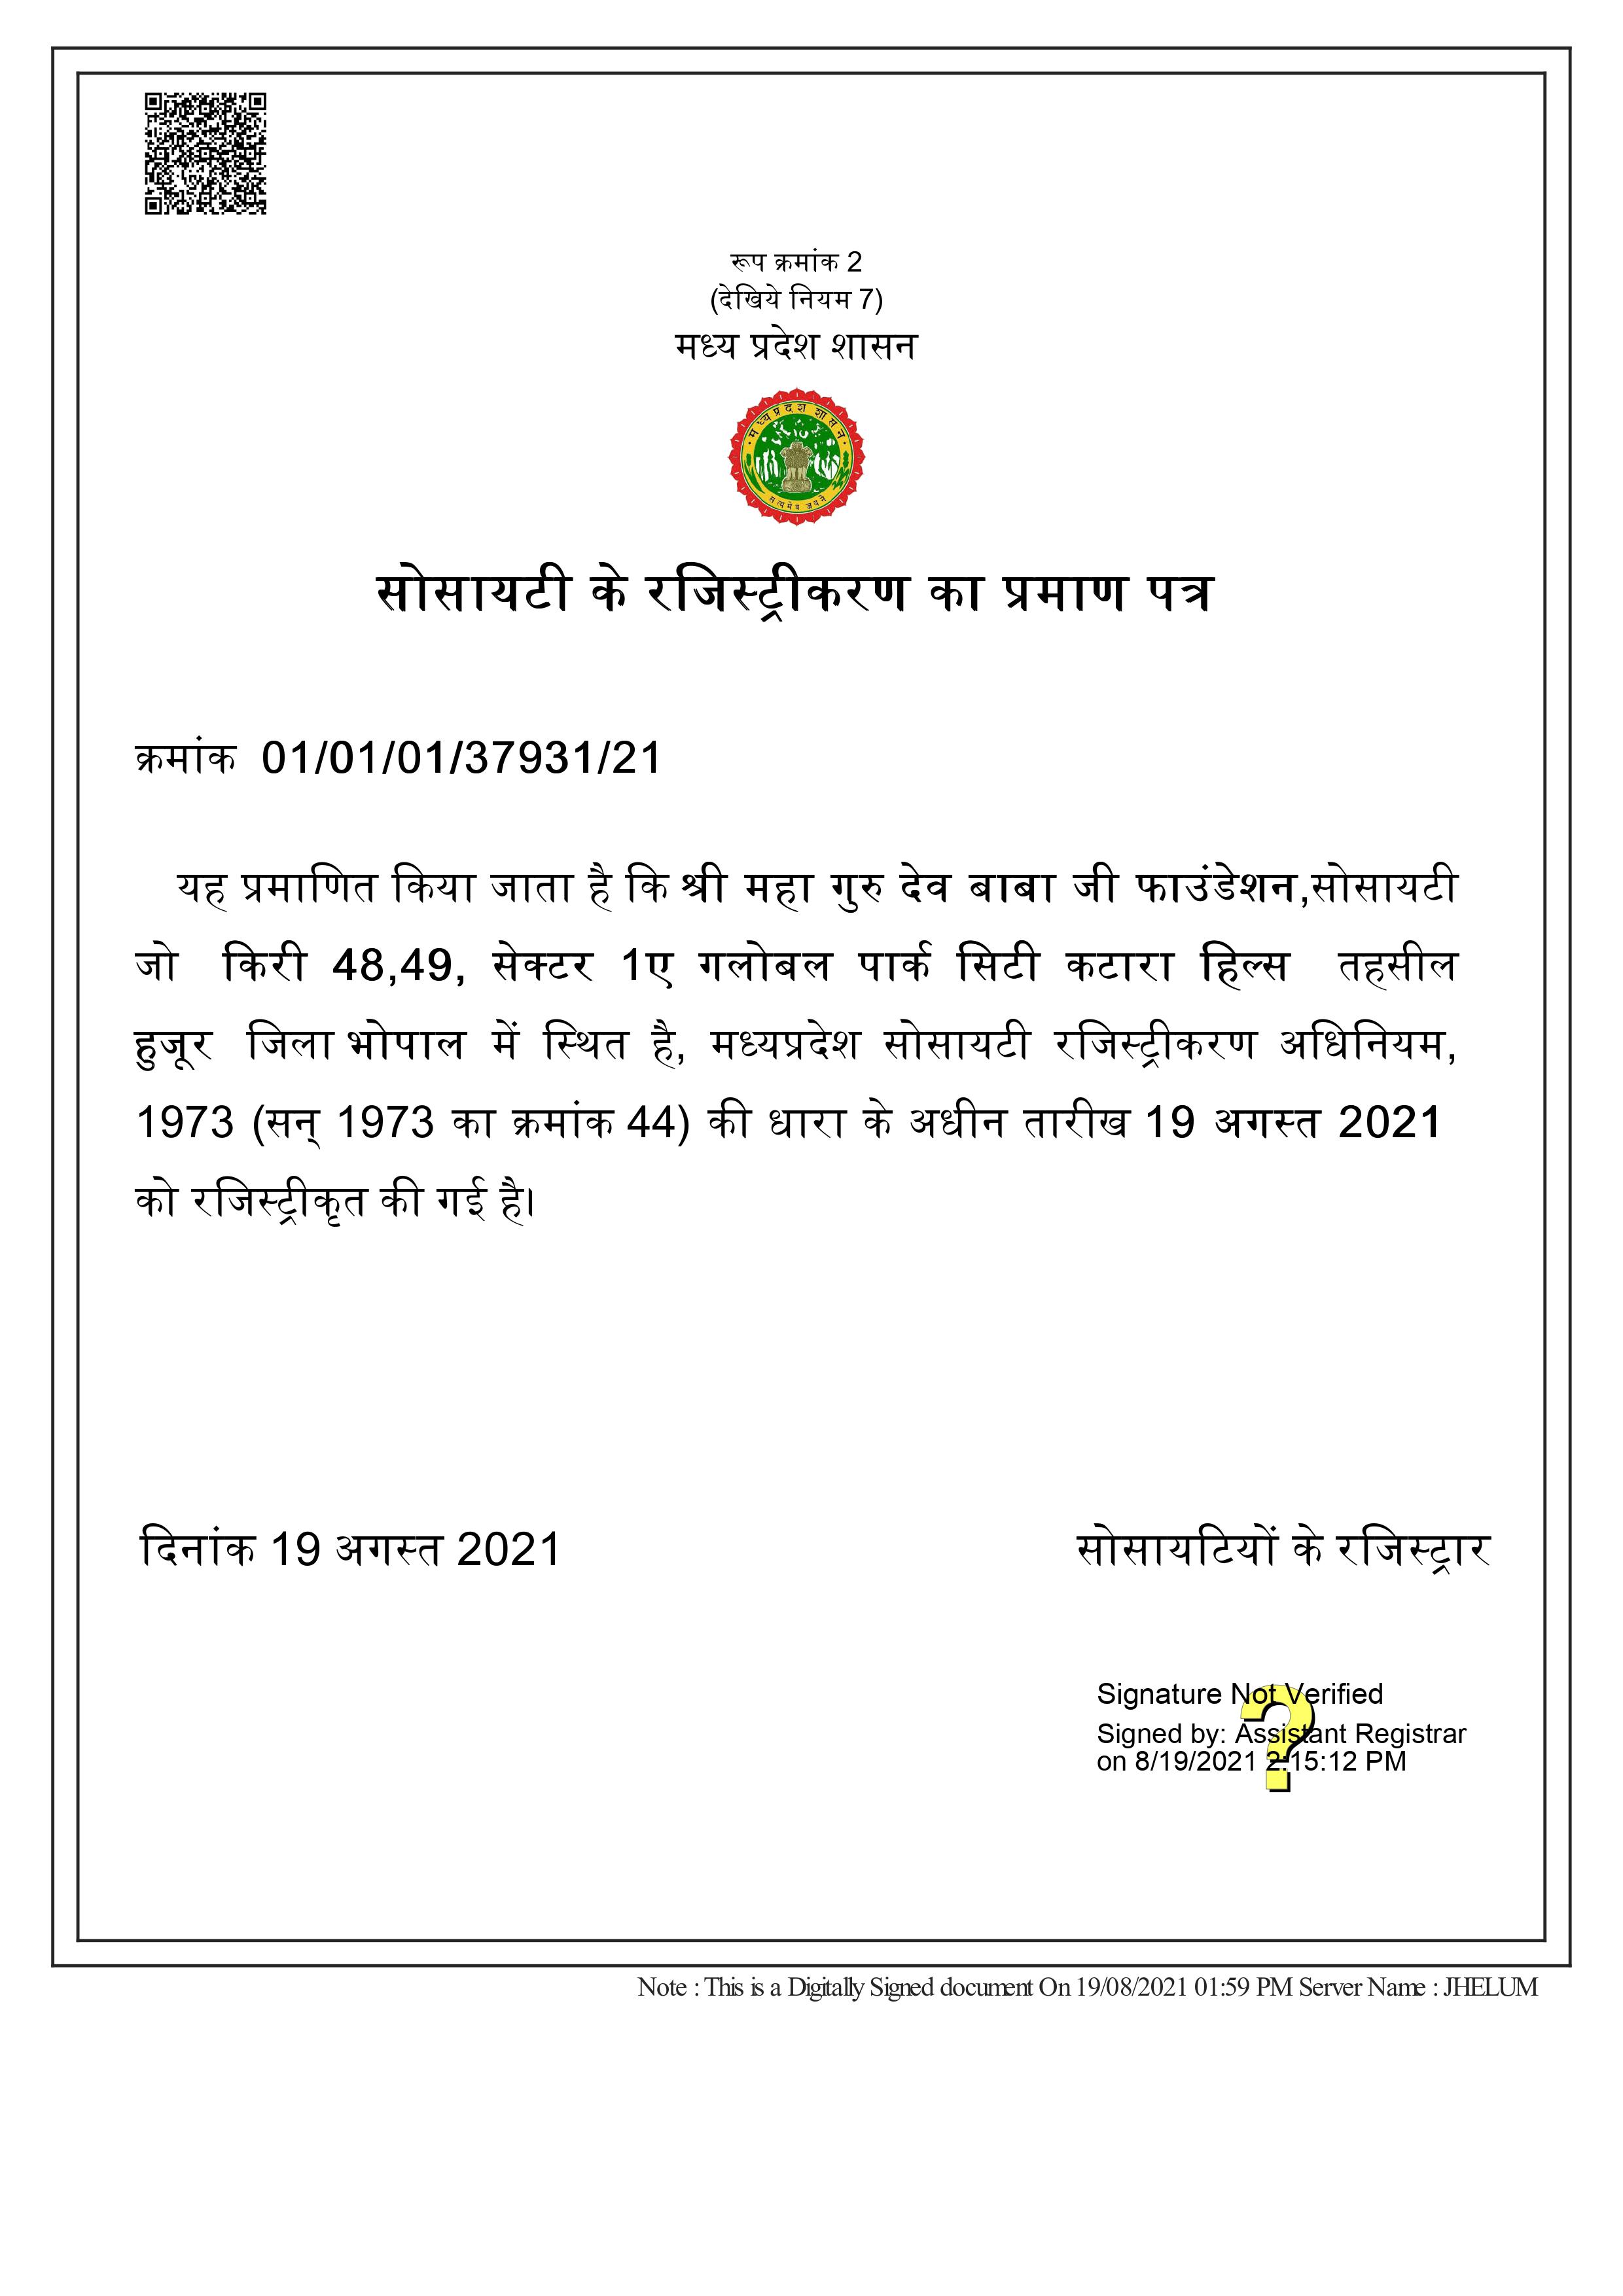 रूप क्रमांक 2
(देखिये नियम 7)
मध्य प्रदेश शासन
मध्यप्रदेश शासन
सत्यमेव जयते
सोसायटी के रजिस्ट्रीकरण का प्रमाण पत्र
क्रमांक 01/01/01/37931/21
यह प्रमाणित किया जाता है कि श्री महा गुरु देव बाबा जी फाउंडेशन,सोसायटी
जो किरी 48,49, सेक्टर 1ए गलोबल पार्क सिटी कटारा हिल्स तहसील
हुजूर जिला भोपाल में स्थित है, मध्यप्रदेश सोसायटी रजिस्ट्रीकरण अधिनियम,
1973 (सन् 1973 का क्रमांक 44) की धारा के अधीन तारीख 19 अगस्त 2021
को रजिस्ट्रीकृत की गई है।
दिनांक 19 अगस्त 2021
सोसायटियों के रजिस्ट्रार
Signature Not Verified
Signed by: Assistant Registrar
on 8/19/2021 2:15:12 PM
Note : This is a Digitally Signed document On 19/08/2021 01:59 PM Server Name : JHELUM